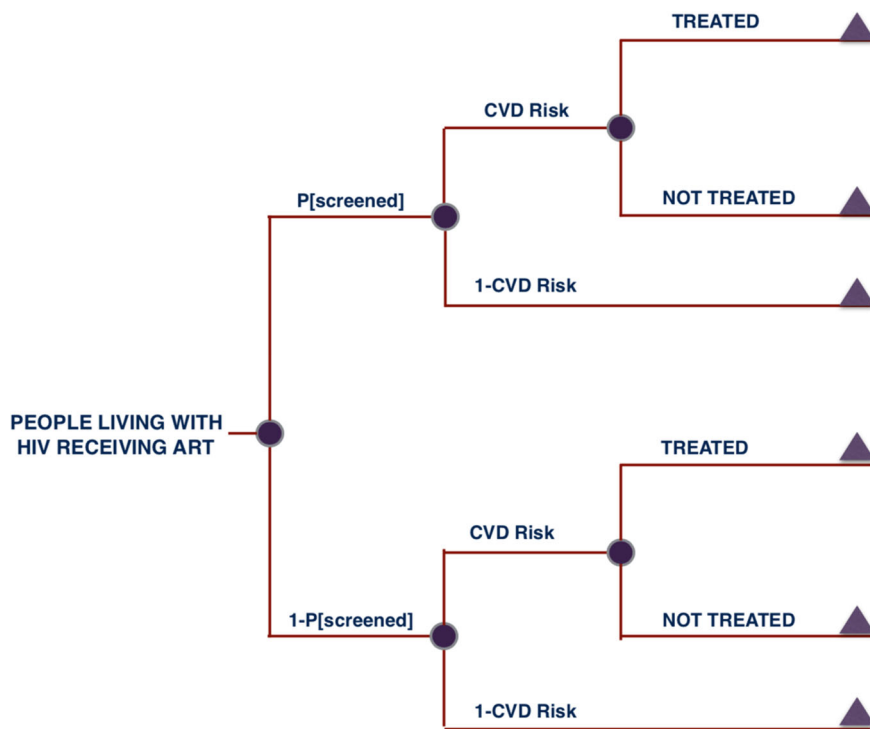 TREATED
CVD Risk
P[screened]
NOT TREATED
1-CVD Risk
PEOPLE LIVING WITH
HIV RECEIVING ART
TREATED
CVD Risk
1-P[screened]
NOT TREATED
1-CVD Risk